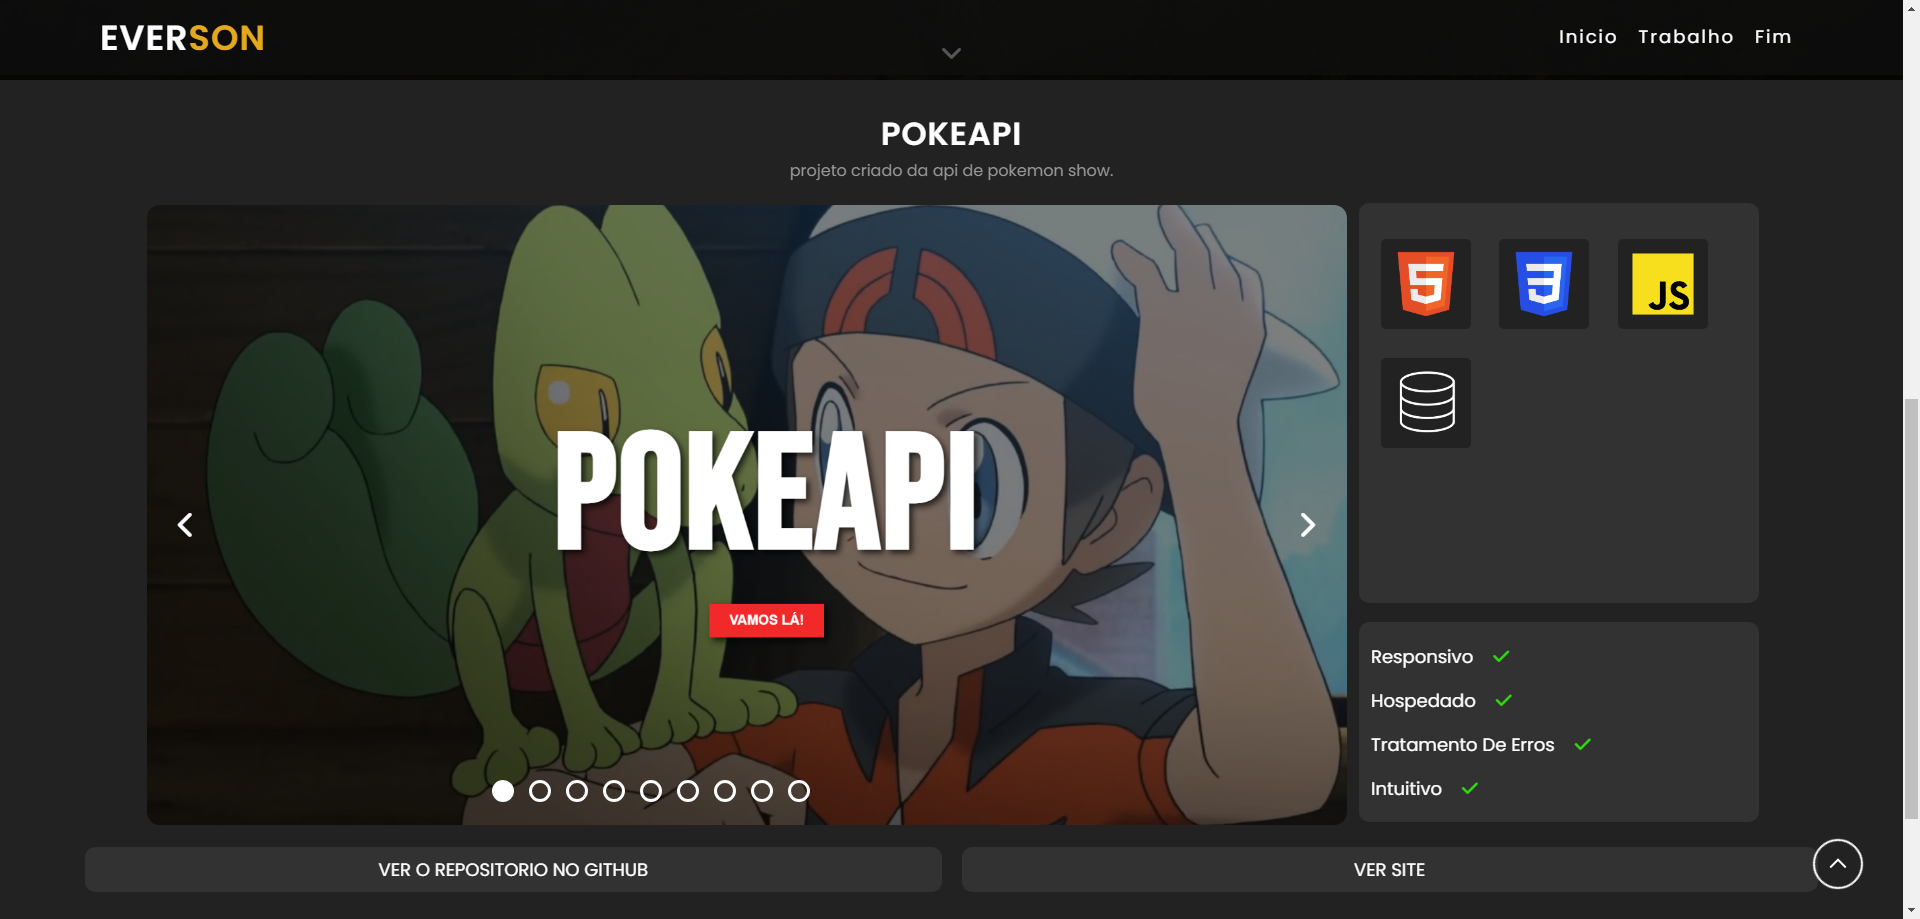 EVERSON
Inicio Trabalho Fim
POKEAPI
projeto criado da api de pokemon show.
POKEAPI
VAMOS LÁ!
JS
Responsivo
Hospedado
Tratamento De Erros
Intuitivo
VER O REPOSITORIO NO GITHUB
VER SITE